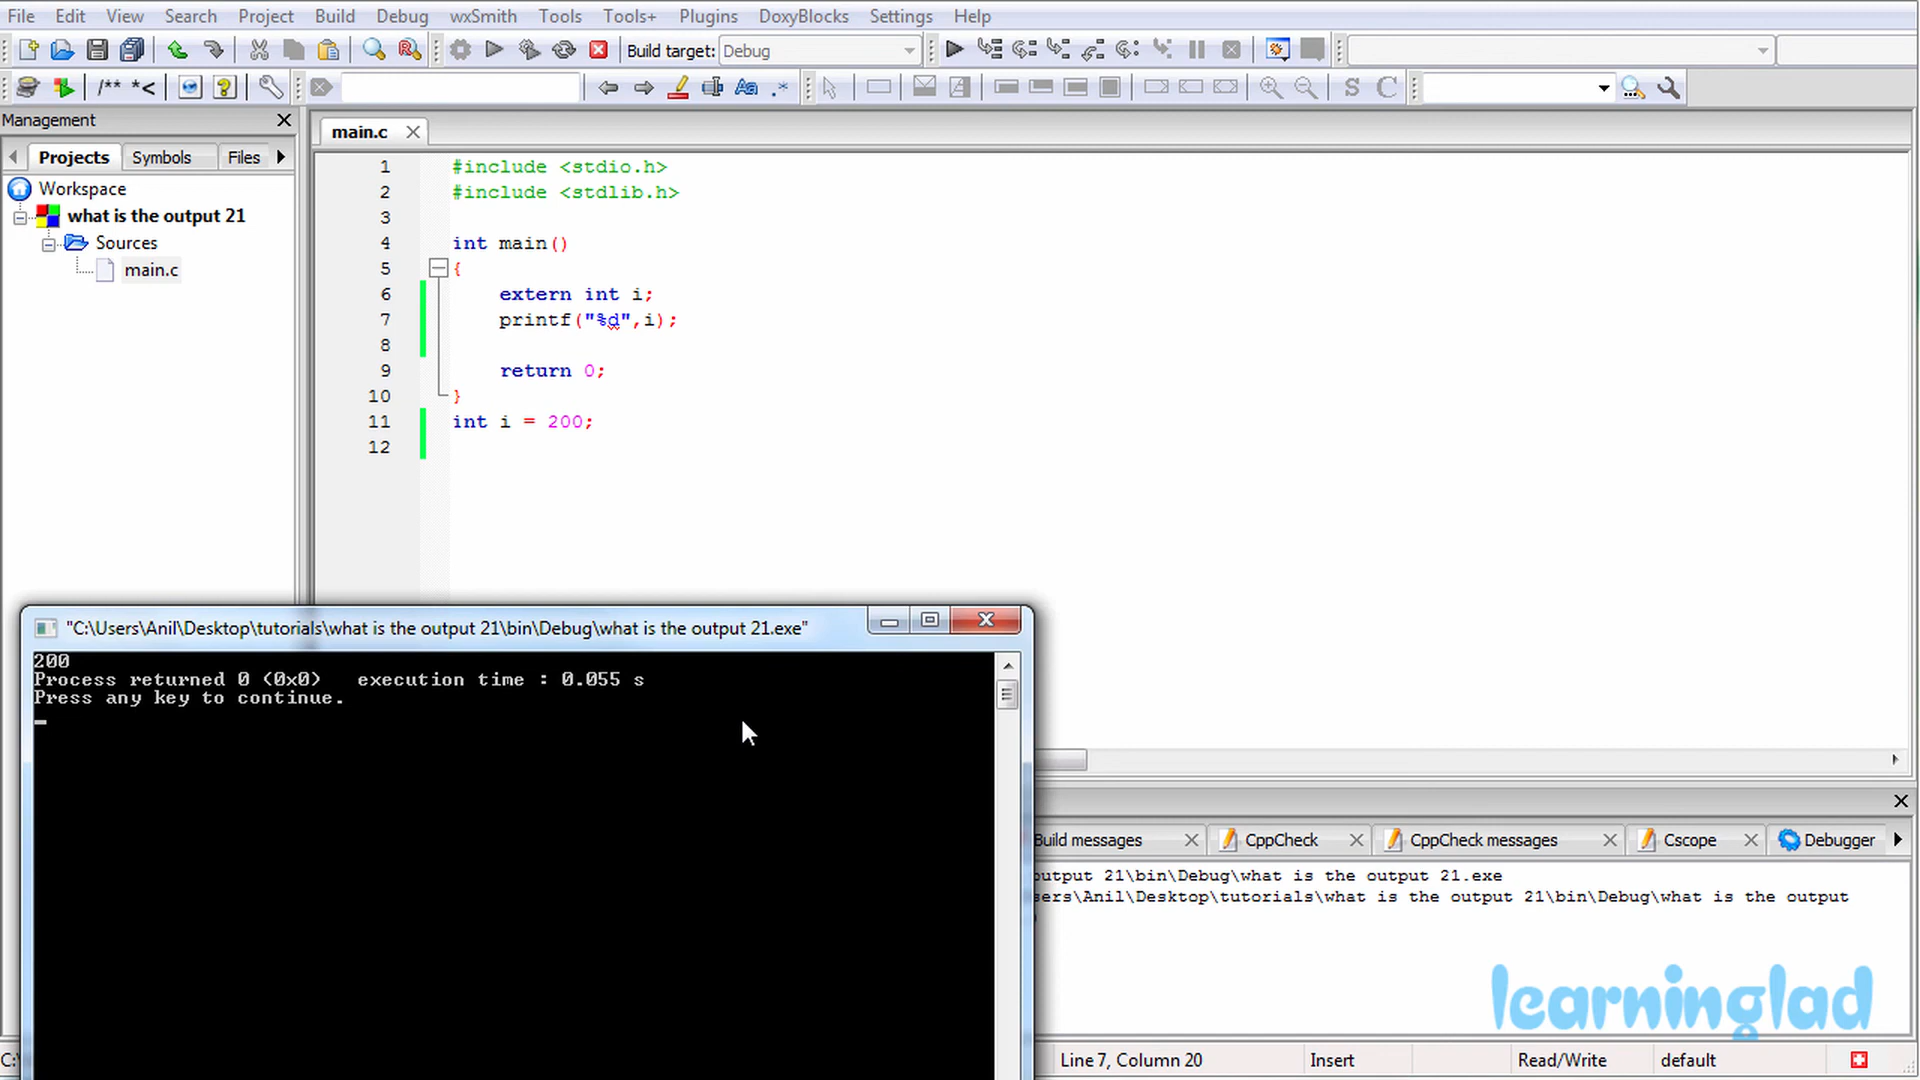 File Edit View Search Project Build Debug wxSmith Tools Tools+ Plugins DoxyBlocks Settings Help
Build target: Debug
/** *< Aa .* S C
Management
Projects Symbols Files
Workspace
what is the output 21
Sources
main.c
main.c
1 #include <stdio.h>
2 #include <stdlib.h>
3
4 int main()
5 {
6 extern int i;
7 printf("%d",i);
8
9 return 0;
10 }
11 int i = 200;
12
"C:\Users\Anil\Desktop\tutorials\what is the output 21\bin\Debug\what is the output 21.exe"
200
Process returned 0 (0x0) execution time : 0.055 s
Press any key to continue.
Build messages CppCheck CppCheck messages Cscope Debugger
output 21\bin\Debug\what is the output 21.exe
sers\Anil\Desktop\tutorials\what is the output 21\bin\Debug\what is the output
)
learninglad
C:\ Line 7, Column 20 Insert Read/Write default